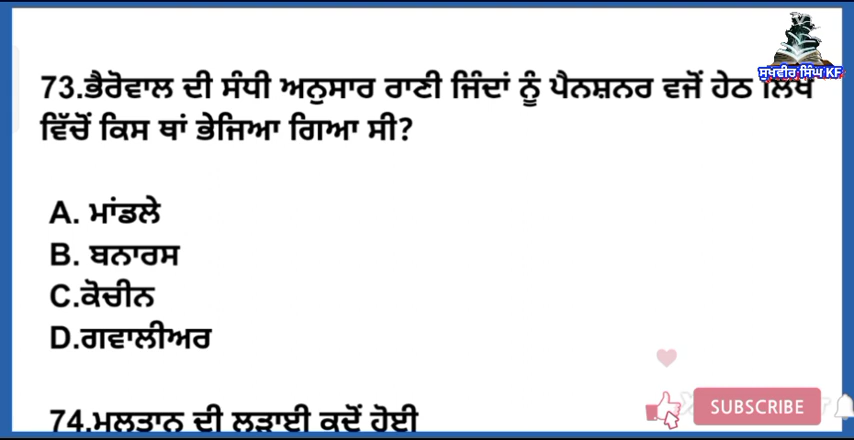 ਸੁਖਵੀਰ ਸਿੰਘ KF
73.ਭੈਰੋਵਾਲ ਦੀ ਸੰਧੀ ਅਨੁਸਾਰ ਰਾਣੀ ਜਿੰਦਾਂ ਨੂੰ ਪੈਨਸ਼ਨਰ ਵਜੋਂ ਹੇਠ ਲਿਖੇ
ਵਿੱਚੋਂ ਕਿਸ ਥਾਂ ਭੇਜਿਆ ਗਿਆ ਸੀ?
A. ਮਾਂਡਲੇ
B. ਬਨਾਰਸ
C.ਕੋਚੀਨ
D.ਗਵਾਲੀਅਰ
74.ਮੁਲਤਾਨ ਦੀ ਲੜਾਈ ਕਦੋਂ ਹੋਈ
SUBSCRIBE